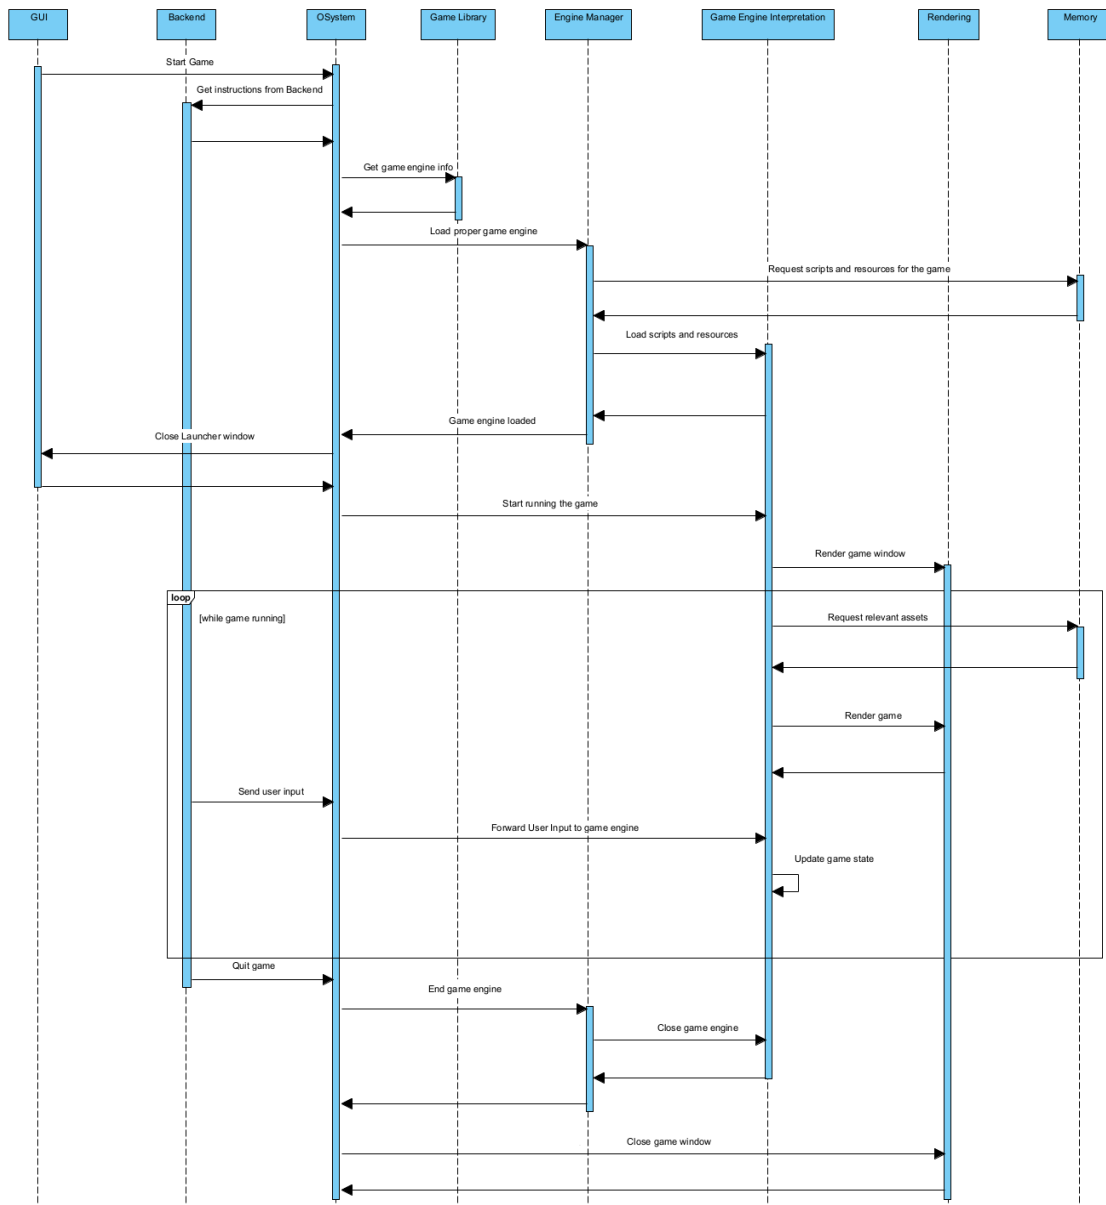 GUI
Backend
OSystem
Game Library
Engine Manager
Game Engine Interpretation
Rendering
Memory
Start Game
Get instructions from Backend
Get game engine info
Load proper game engine
Request scripts and resources for the game
Load scripts and resources
Game engine loaded
Close Launcher window
Start running the game
Render game window
loop
[while game running]
Request relevant assets
Render game
Send user input
Forward User Input to game engine
Update game state
Quit game
End game engine
Close game engine
Close game window